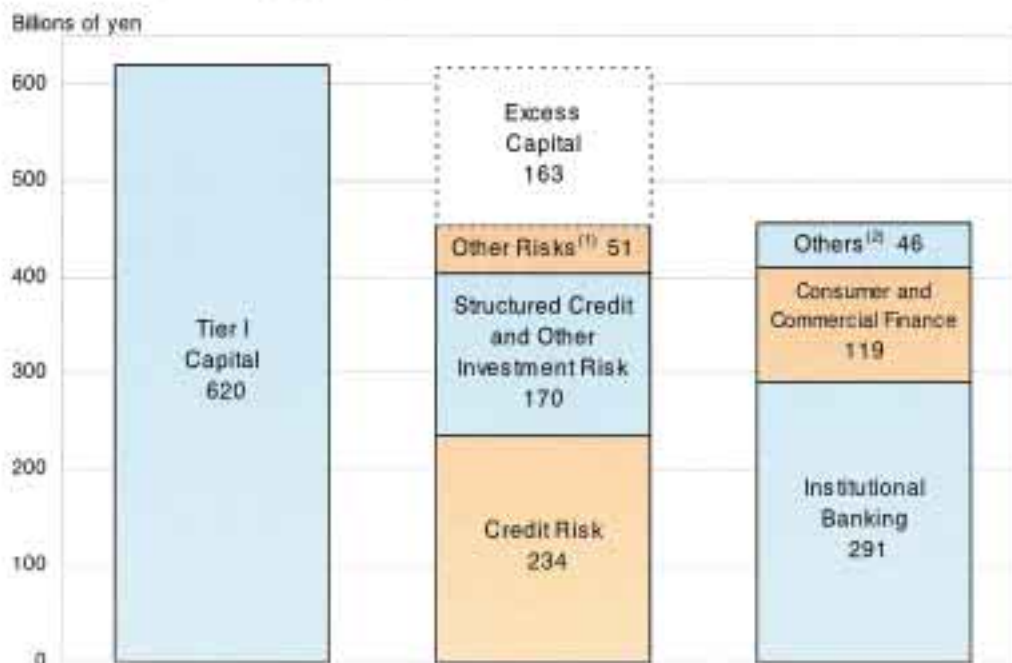 Billions of yen
600
500
400
300
200
100
0
Tier I
Capital
620
Excess
Capital
163
Other Risks(1) 51
Structured Credit
and Other
Investment Risk
170
Credit Risk
234
Others(2) 46
Consumer and
Commercial Finance
119
Institutional
Banking
291